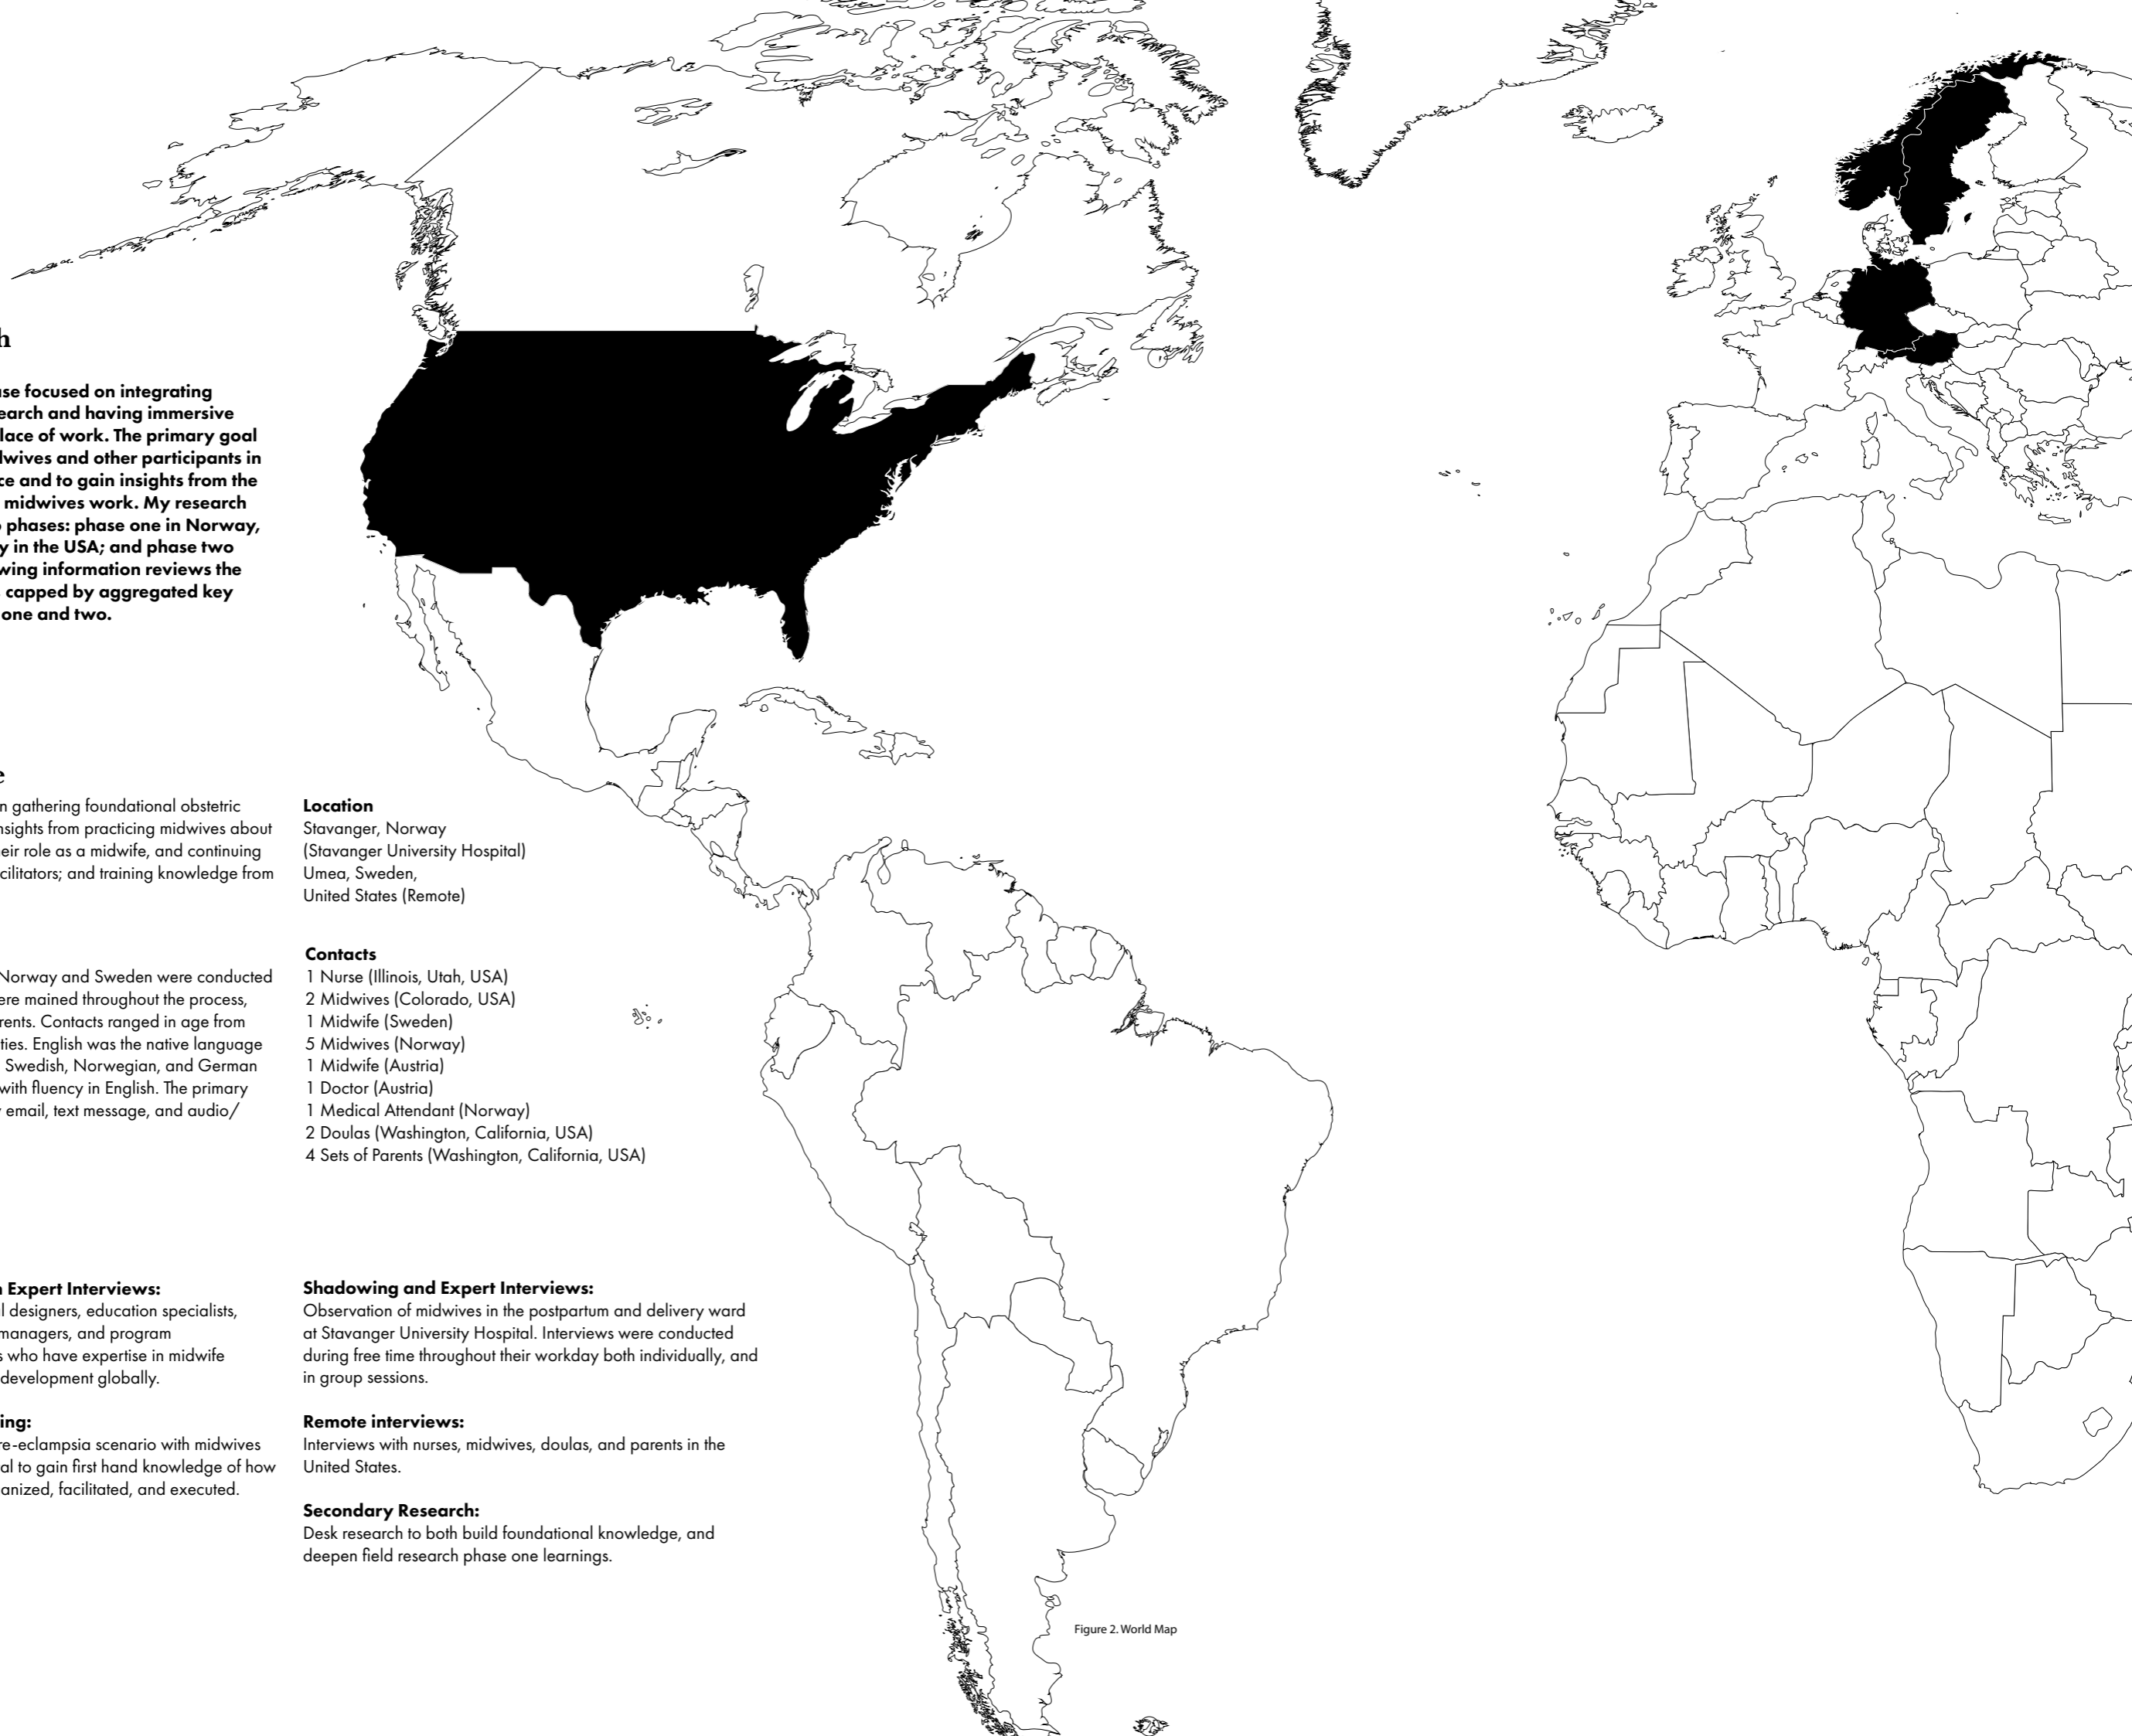 h
ase focused on integrating
earch and having immersive
lace of work. The primary goal
dwives and other participants in
ce and to gain insights from the
midwives work. My research
o phases: phase one in Norway,
y in the USA; and phase two
wing information reviews the
capped by aggregated key
one and two.
e
n gathering foundational obstetric
nsights from practicing midwives about
eir role as a midwife, and continuing
cilitators; and training knowledge from
Location
Stavanger, Norway
(Stavanger University Hospital)
Umea, Sweden,
United States (Remote)
Norway and Sweden were conducted
ere mained throughout the process,
rents. Contacts ranged in age from
ties. English was the native language
Swedish, Norwegian, and German
with fluency in English. The primary
y email, text message, and audio/
Contacts
1 Nurse (Illinois, Utah, USA)
2 Midwives (Colorado, USA)
1 Midwife (Sweden)
5 Midwives (Norway)
1 Midwife (Austria)
1 Doctor (Austria)
1 Medical Attendant (Norway)
2 Doulas (Washington, California, USA)
4 Sets of Parents (Washington, California, USA)
n Expert Interviews:
l designers, education specialists,
managers, and program
s who have expertise in midwife
development globally.
ing:
re-eclampsia scenario with midwives
al to gain first hand knowledge of how
anized, facilitated, and executed.
Shadowing and Expert Interviews:
Observation of midwives in the postpartum and delivery ward
at Stavanger University Hospital. Interviews were conducted
during free time throughout their workday both individually, and
in group sessions.
Remote interviews:
Interviews with nurses, midwives, doulas, and parents in the
United States.
Secondary Research:
Desk research to both build foundational knowledge, and
deepen field research phase one learnings.
Figure 2. World Map